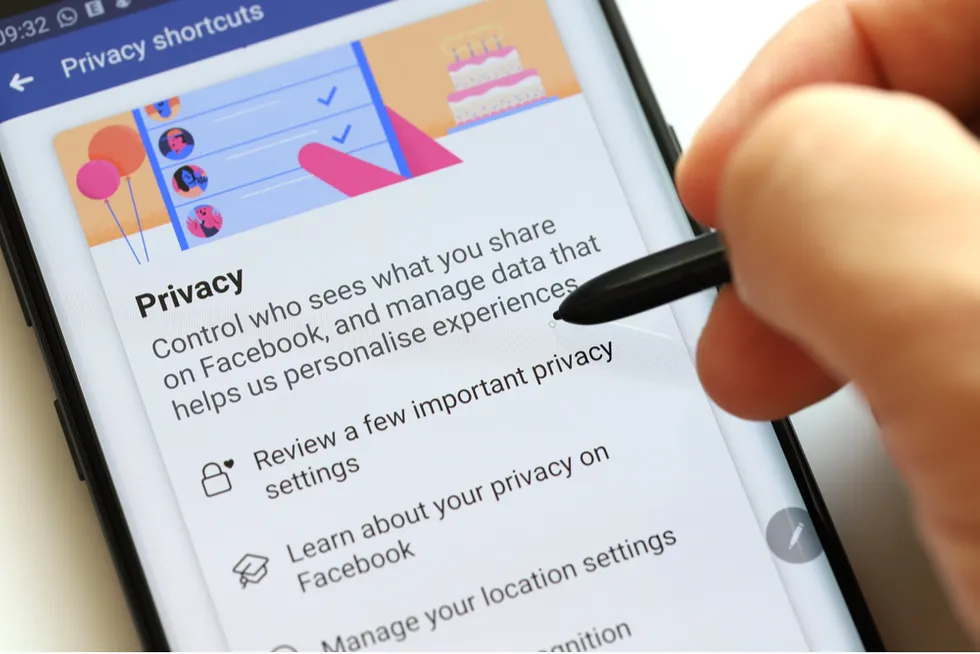 09:32
Privacy shortcuts
Privacy
Control who sees what you share
on Facebook, and manage data that
helps us personalise experiences.
Review a few important privacy
settings
Learn about your privacy on
Facebook
Manage your location settings